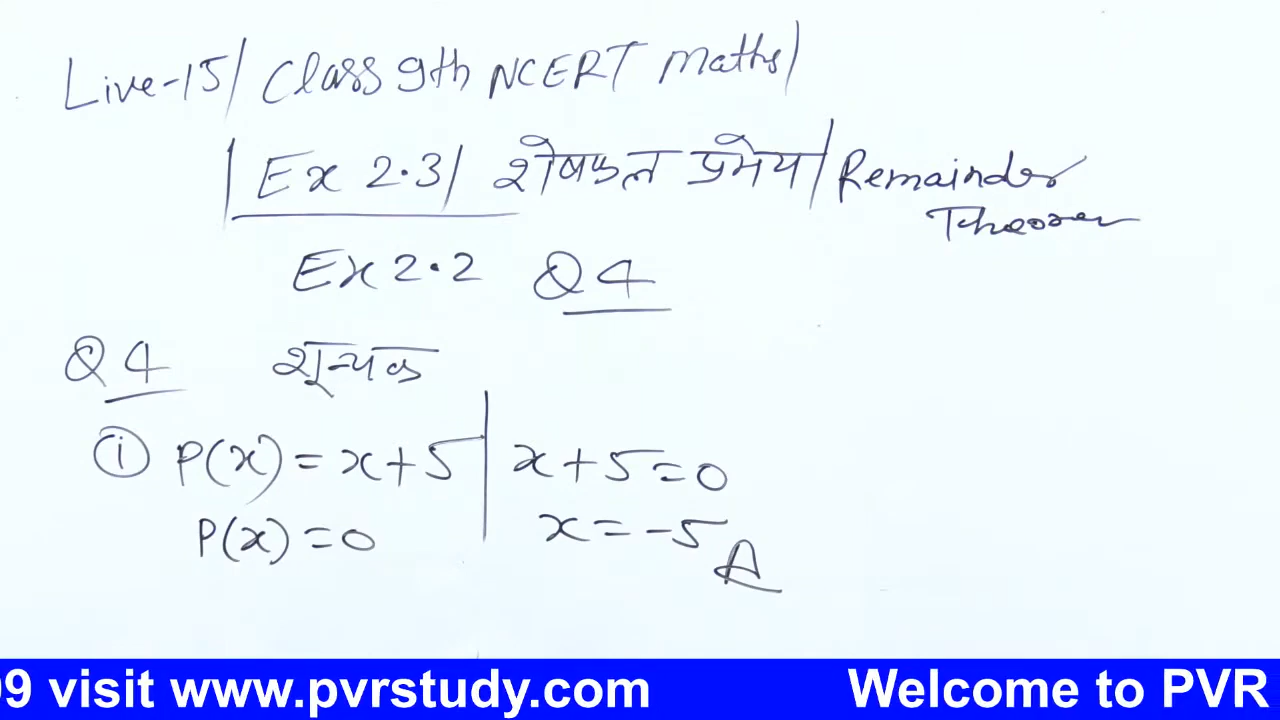 Live-15/ Class 9th NCERT Maths/
| Ex 2.3/ शेषफल प्रमेय/ Remainder
Theorem
Ex 2.2 Q4
Q4 शून्यक
(i) P(x) = x+5 | x+5=0
P(x) = 0 x = -5 A
99 visit www.pvrstudy.com Welcome to PVR